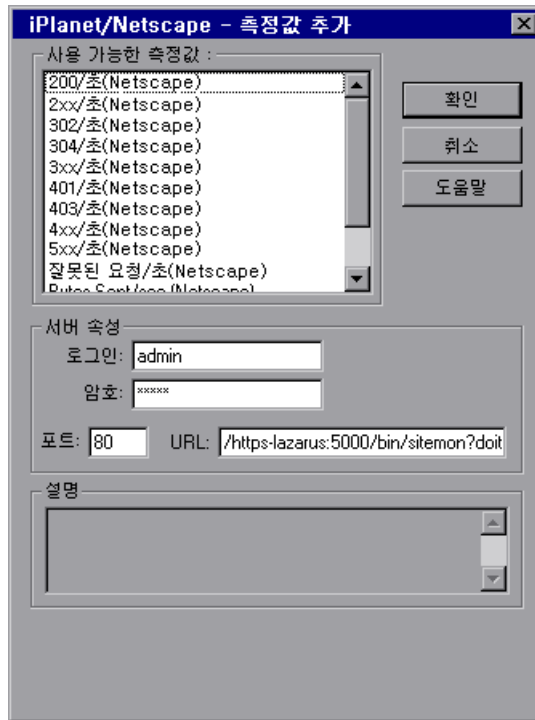 iPlanet/Netscape - 측정값 추가
사용 가능한 측정값 :
200/초(Netscape)
2xx/초(Netscape)
302/초(Netscape)
304/초(Netscape)
3xx/초(Netscape)
401/초(Netscape)
403/초(Netscape)
4xx/초(Netscape)
5xx/초(Netscape)
잘못된 요청/초(Netscape)
Bytes Sent/sec (Netscape)
확인
취소
도움말
서버 속성
로그인: admin
암호: *****
포트: 80 URL: /https-lazarus:5000/bin/sitemon?doit
설명